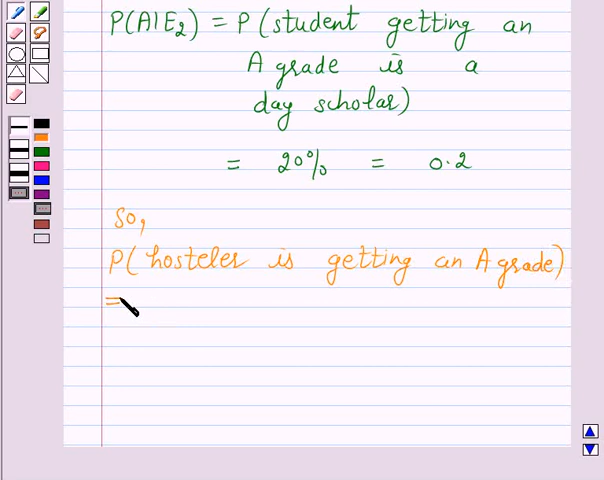 P(A|E₂) = P (student getting an
A grade is a
day scholar)
= 20% = 0.2
So,
P(hosteler is getting an A grade)
=